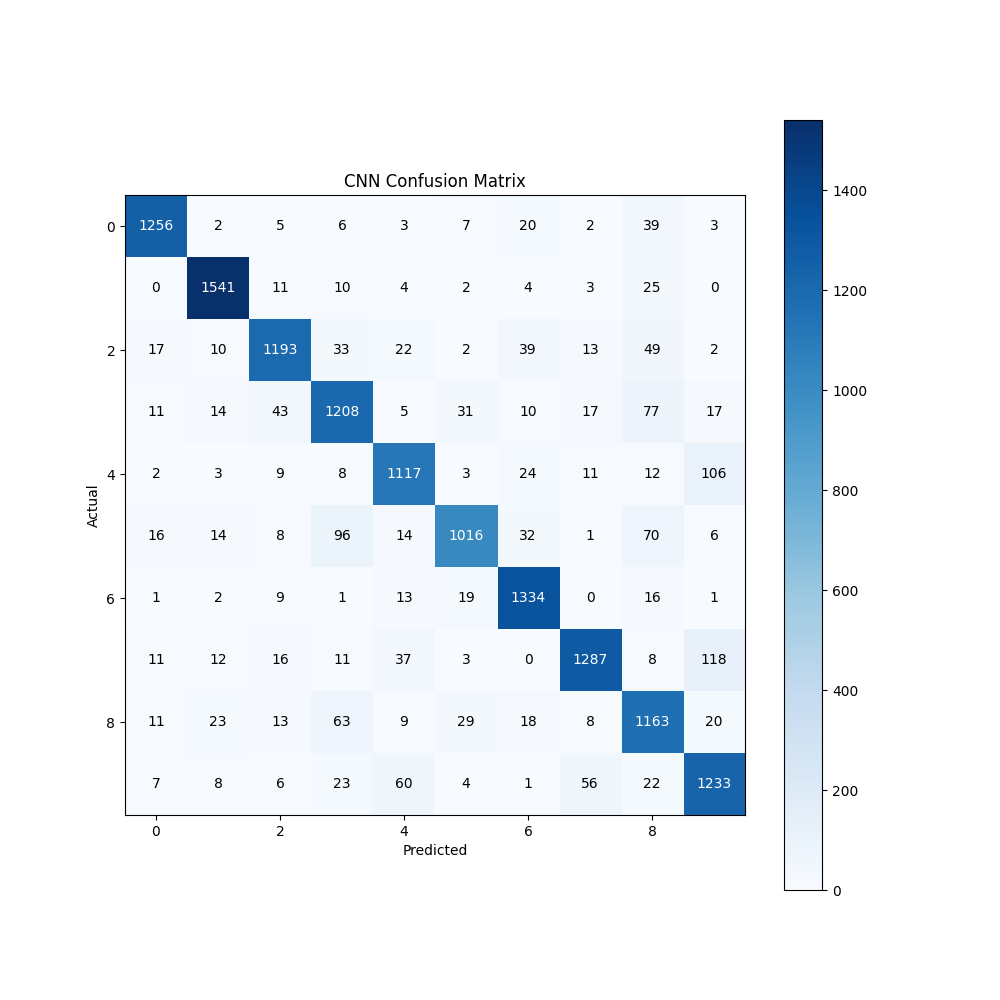 CNN Confusion Matrix
0 1256 2 5 6 3 7 20 2 39 3
0 1541 11 10 4 2 4 3 25 0
2 17 10 1193 33 22 2 39 13 49 2
11 14 43 1208 5 31 10 17 77 17
4 2 3 9 8 1117 3 24 11 12 106
16 14 8 96 14 1016 32 1 70 6
6 1 2 9 1 13 19 1334 0 16 1
11 12 16 11 37 3 0 1287 8 118
8 11 23 13 63 9 29 18 8 1163 20
7 8 6 23 60 4 1 56 22 1233
0 2 4 6 8
Predicted
Actual
1400
1200
1000
800
600
400
200
0